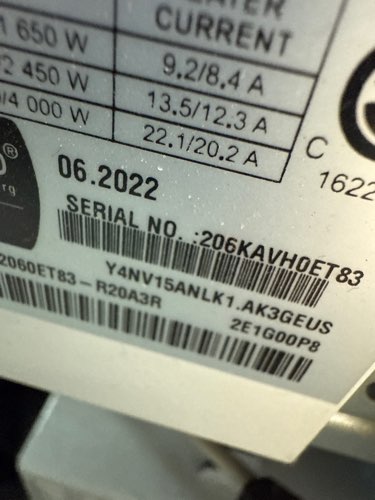 CURRENT
1 650 W 9.2/8.4 A
2 450 W 13.5/12.3 A
/4 000 W 22.1/20.2 A
C
®
1622
06.2022
SERIAL NO. :206KAVH0ET83
Y4NV15ANLK1.AK3GEUS
2060ET83-R20A3R 2E1G00P8